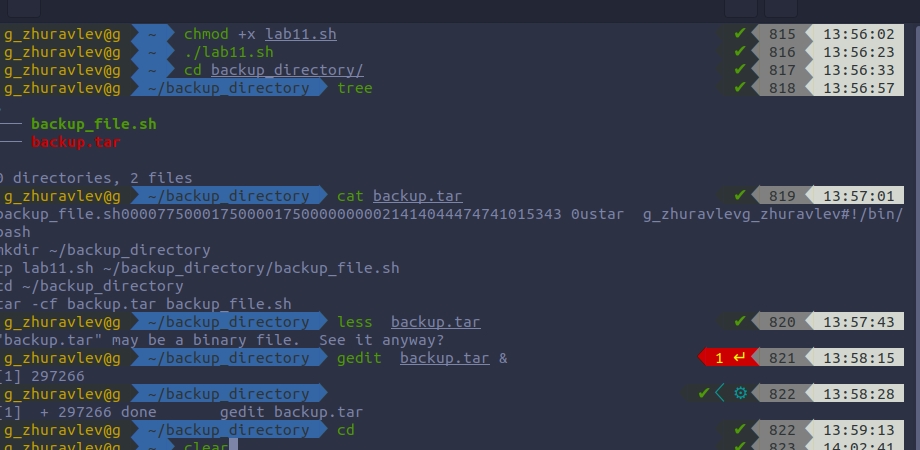 g_zhuravlev@g ~ chmod +x lab11.sh ✔ 815 13:56:02
g_zhuravlev@g ~ ./lab11.sh ✔ 816 13:56:23
g_zhuravlev@g ~ cd backup_directory/ ✔ 817 13:56:33
g_zhuravlev@g ~/backup_directory tree ✔ 818 13:56:57
.
── backup_file.sh
── backup.tar
0 directories, 2 files
g_zhuravlev@g ~/backup_directory cat backup.tar ✔ 819 13:57:01
backup_file.sh0000775000175000017500000000021414044474741015343 0ustar  g_zhuravlevg_zhuravlev#!/bin/
bash
mkdir ~/backup_directory
cp lab11.sh ~/backup_directory/backup_file.sh
cd ~/backup_directory
tar -cf backup.tar backup_file.sh
g_zhuravlev@g ~/backup_directory less backup.tar ✔ 820 13:57:43
"backup.tar" may be a binary file.  See it anyway?
g_zhuravlev@g ~/backup_directory gedit backup.tar & 1 ↵ 821 13:58:15
[1] 297266
g_zhuravlev@g ~/backup_directory ✔ ⚙ 822 13:58:28
[1]  + 297266 done       gedit backup.tar
g_zhuravlev@g ~/backup_directory cd ✔ 822 13:59:13
g_zhuravlev@g ~ clear ✔ 823 14:02:41